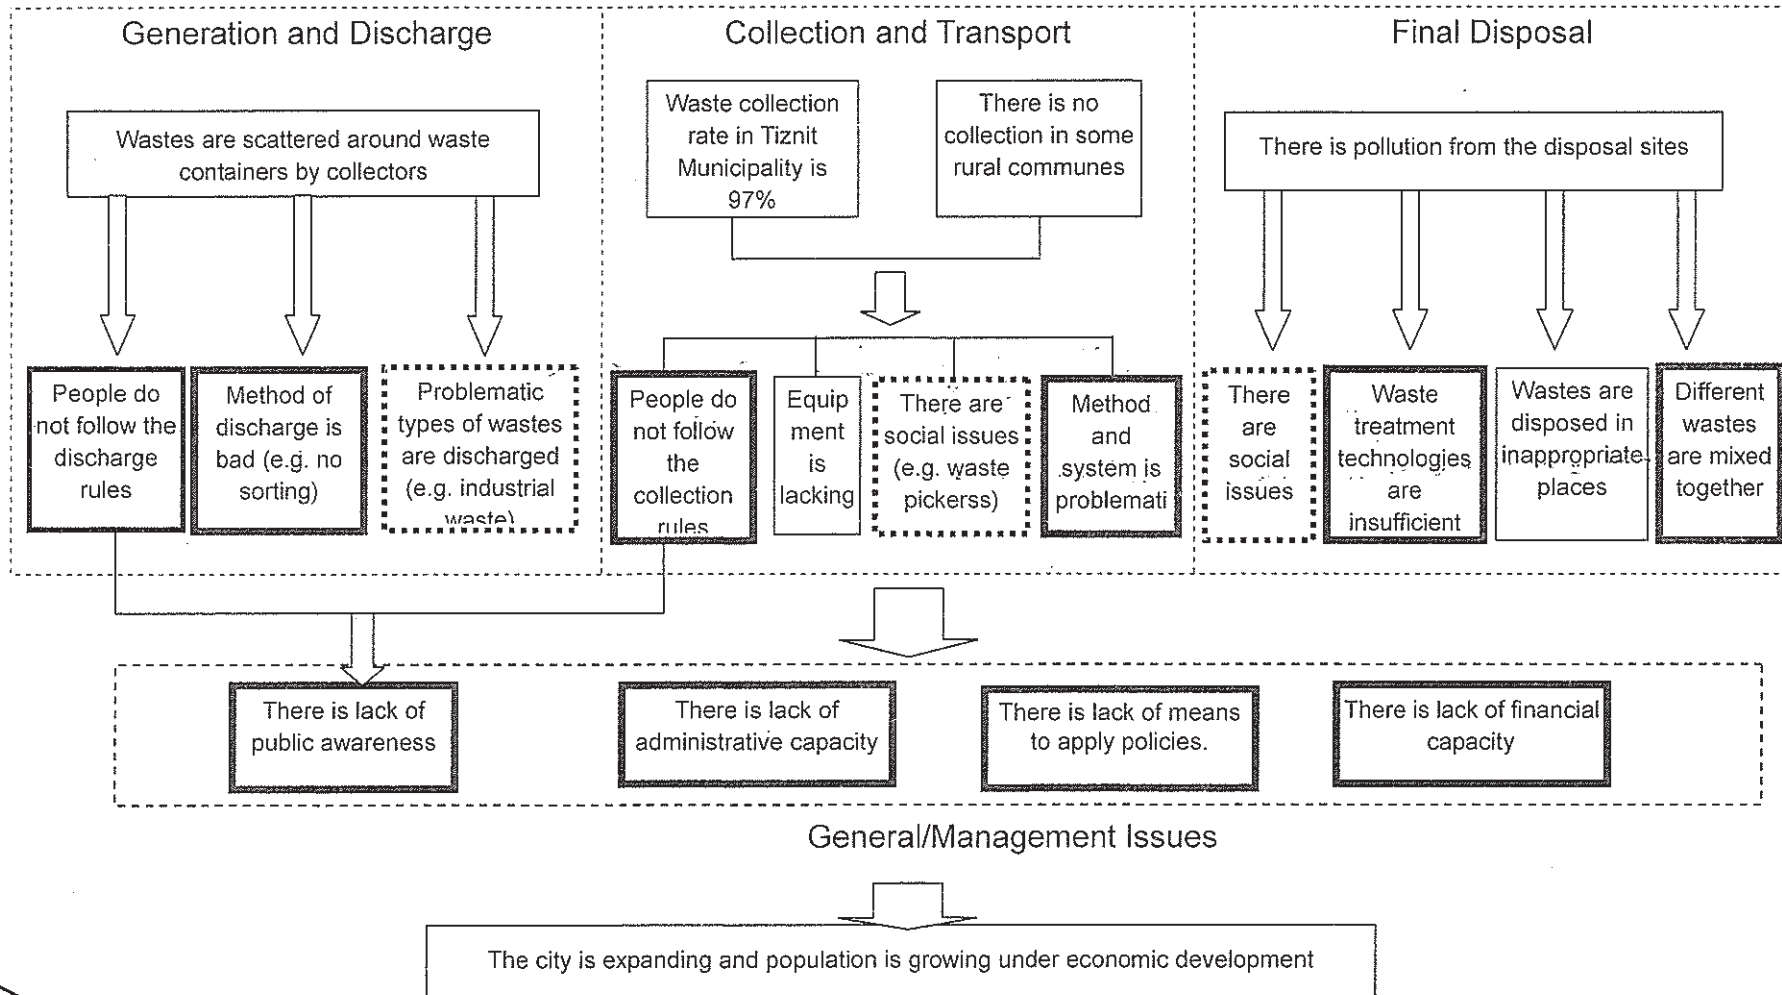 Generation and Discharge
Wastes are scattered around waste
containers by collectors
People do
not follow the
discharge
rules
Method of
discharge is
bad (e.g. no
sorting)
Problematic
types of wastes
are discharged
(e.g. industrial
waste)
Collection and Transport
Waste collection
rate in Tiznit
Municipality is
97%
There is no
collection in some
rural communes
People do
not follow
the
collection
rules
Equip
ment
is
lacking
There are
social issues
(e.g. waste
pickerss)
Method
and
system is
problemati
Final Disposal
There is pollution from the disposal sites
There
are
social
issues
Waste
treatment
technologies
are
insufficient
Wastes are
disposed in
inappropriate
places
Different
wastes
are mixed
together
There is lack of
public awareness
There is lack of
administrative capacity
There is lack of means
to apply policies.
There is lack of financial
capacity
General/Management Issues
The city is expanding and population is growing under economic development